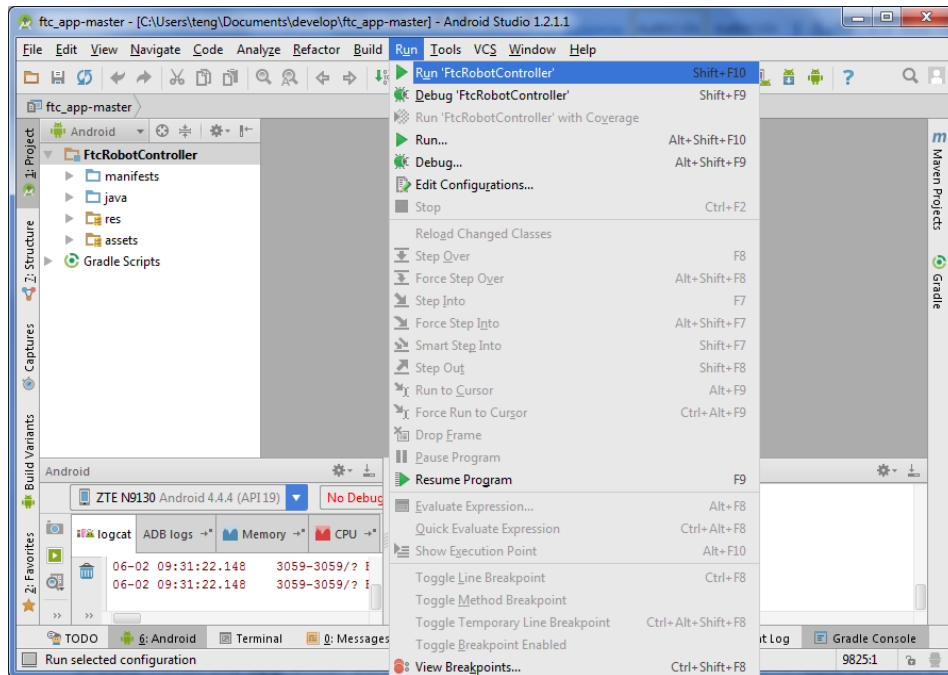 ftc_app-master - [C:\Users\teng\Documents\develop\ftc_app-master] - Android Studio 1.2.1.1
File Edit View Navigate Code Analyze Refactor Build Run Tools VCS Window Help
ftc_app-master
Android
1: Project
FtcRobotController
manifests
java
res
assets
Gradle Scripts
7: Structure
Captures
Build Variants
2: Favorites
Run 'FtcRobotController' Shift+F10
Debug 'FtcRobotController' Shift+F9
Run 'FtcRobotController' with Coverage
Run... Alt+Shift+F10
Debug... Alt+Shift+F9
Edit Configurations...
Stop Ctrl+F2
Reload Changed Classes
Step Over F8
Force Step Over Alt+Shift+F8
Step Into F7
Force Step Into Alt+Shift+F7
Smart Step Into Shift+F7
Step Out Shift+F8
Run to Cursor Alt+F9
Force Run to Cursor Ctrl+Alt+F9
Drop Frame
Pause Program
Resume Program F9
Evaluate Expression... Alt+F8
Quick Evaluate Expression Ctrl+Alt+F8
Show Execution Point Alt+F10
Toggle Line Breakpoint Ctrl+F8
Toggle Method Breakpoint
Toggle Temporary Line Breakpoint Ctrl+Alt+Shift+F8
Toggle Breakpoint Enabled
View Breakpoints... Ctrl+Shift+F8
m Maven Projects
Gradle
Android
ZTE N9130 Android 4.4.4 (API 19) No Debug
logcat ADB logs Memory CPU
06-02 09:31:22.148 3059-3059/? E
06-02 09:31:22.148 3059-3059/? E
TODO 6: Android Terminal 0: Messages nt Log Gradle Console
Run selected configuration 9825:1